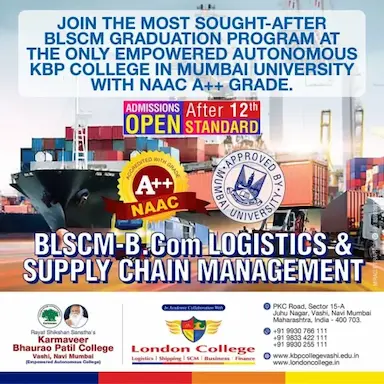 JOIN THE MOST SOUGHT-AFTER
BLSCM GRADUATION PROGRAM AT
THE ONLY EMPOWERED AUTONOMOUS
KBP COLLEGE IN MUMBAI UNIVERSITY
WITH NAAC A++ GRADE.
ADMISSIONS
OPEN
After 12th
STANDARD
ACCREDITED WITH GRADE
A++
NAAC
APPROVED BY
MUMBAI UNIVERSITY
BLSCM-B.Com LOGISTICS &
SUPPLY CHAIN MANAGEMENT
Rayat Shikshan Sanstha's
Karmaveer
Bhaurao Patil College
Vashi, Navi Mumbai
(Empowered Autonomous College)
In Academic Collaboration With
London College
Logistics | Shipping | SCM | Business | Finance
PKC Road, Sector 15-A
Juhu Nagar, Vashi, Navi Mumbai
Maharashtra, India - 400 703.
+91 9930 766 111
+91 9833 422 111
+91 9930 255 111
www.kbpcollegevashi.edu.in
www.londoncollege.in